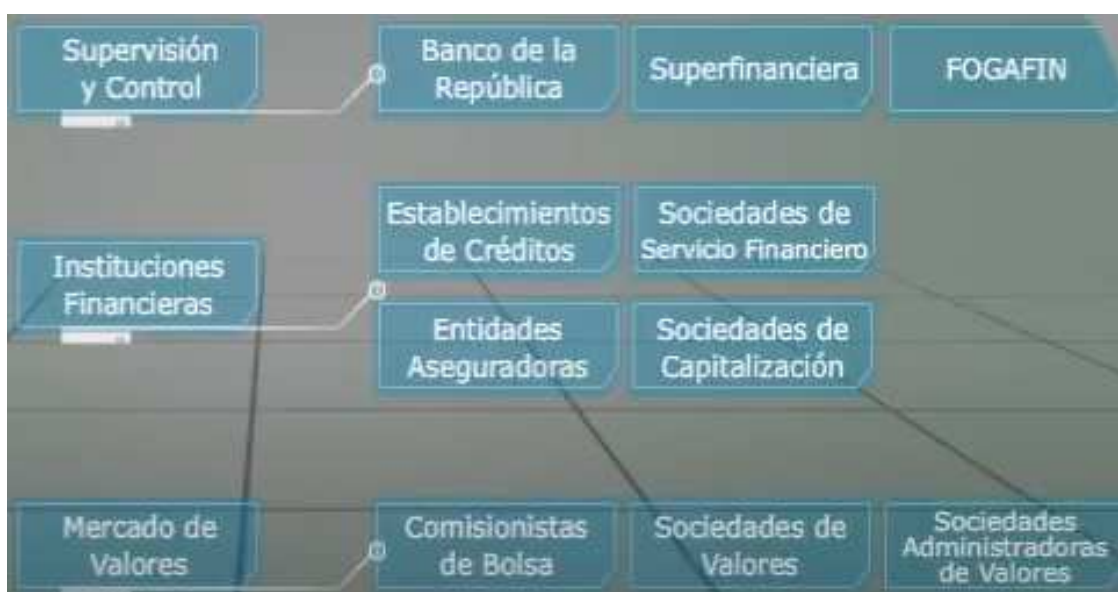 Supervisión
y Control
Banco de la
República
Superfinanciera
FOGAFIN
Instituciones
Financieras
Establecimientos
de Créditos
Sociedades de
Servicio Financiero
Entidades
Aseguradoras
Sociedades de
Capitalización
Mercado de
Valores
Comisionistas
de Bolsa
Sociedades de
Valores
Sociedades
Administradoras
de Valores